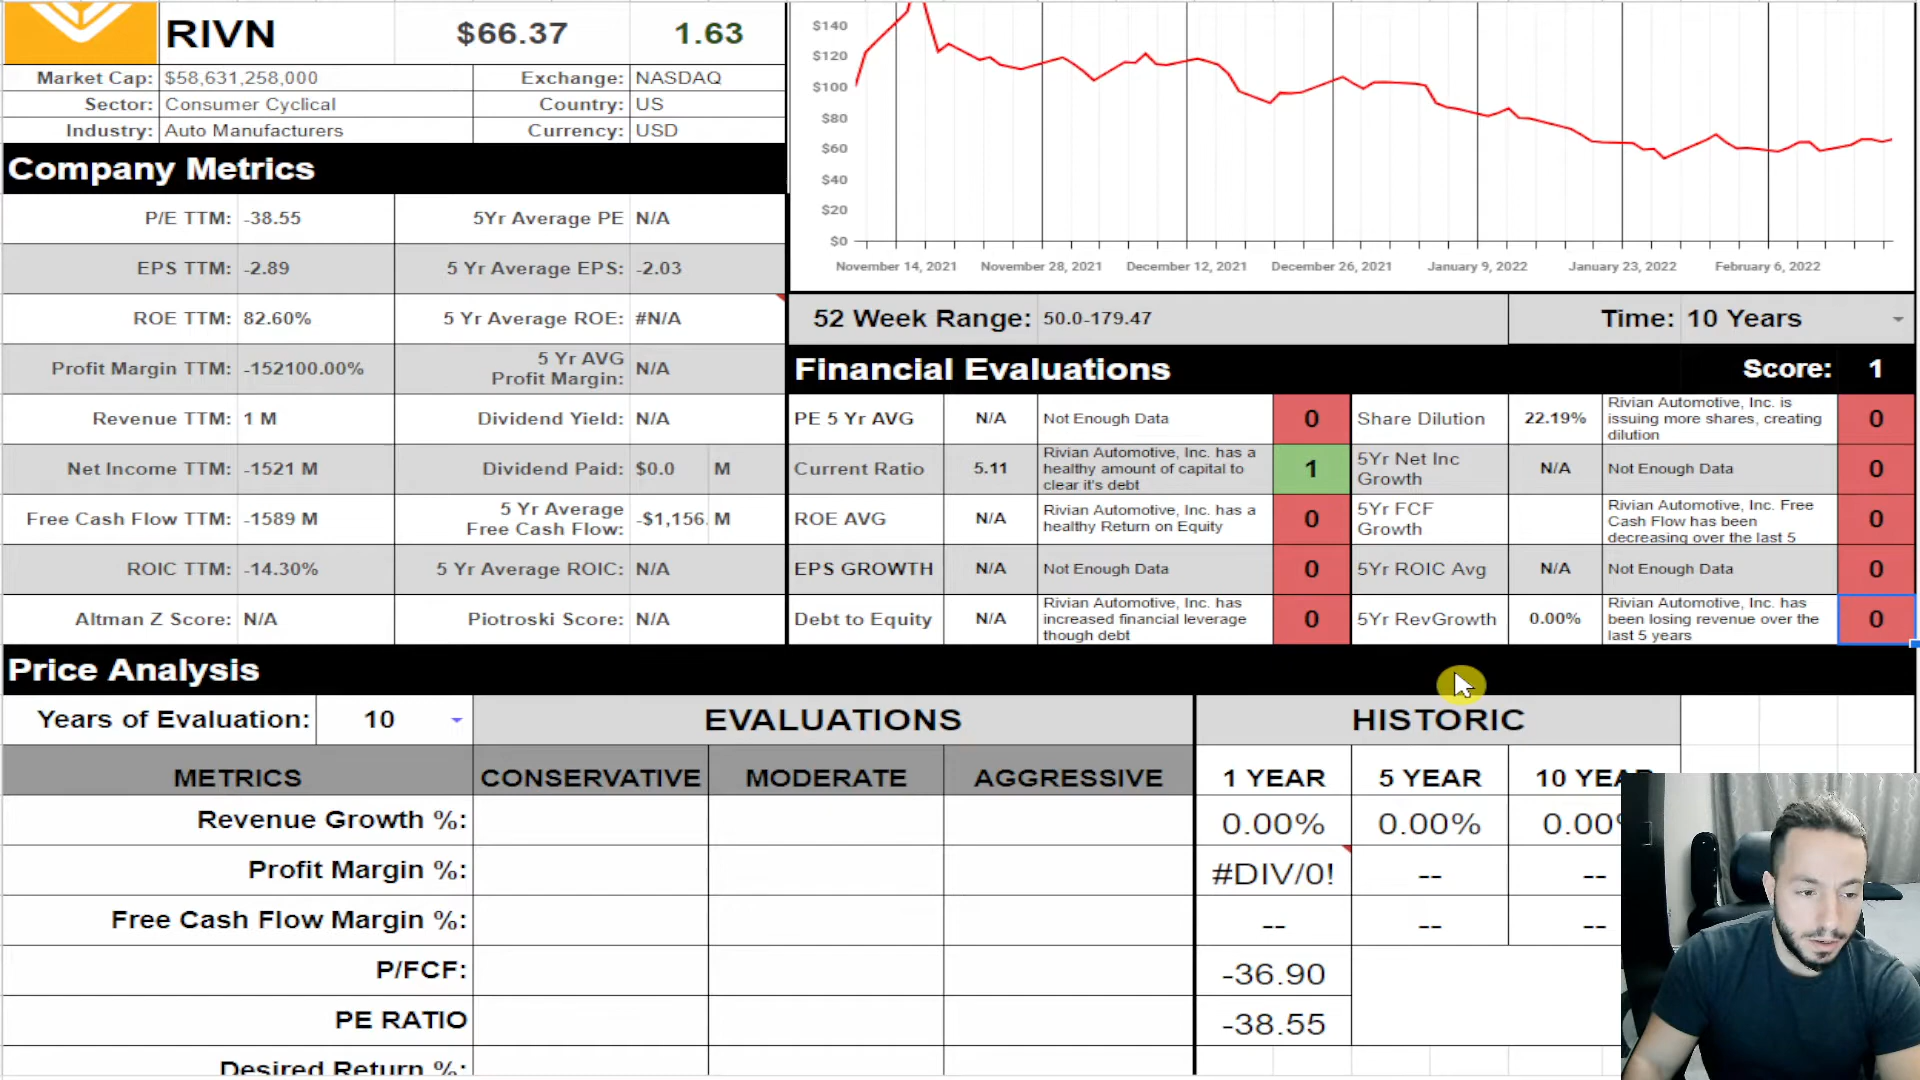 RIVN $66.37 1.63
Market Cap: $58,631,258,000 Exchange: NASDAQ
Sector: Consumer Cyclical Country: US
Industry: Auto Manufacturers Currency: USD
Company Metrics
P/E TTM: -38.55 5Yr Average PE N/A
EPS TTM: -2.89 5 Yr Average EPS: -2.03
ROE TTM: 82.60% 5 Yr Average ROE: #N/A
Profit Margin TTM: -152100.00% 5 Yr AVG
Profit Margin: N/A
Revenue TTM: 1 M Dividend Yield: N/A
Net Income TTM: -1521 M Dividend Paid: $0.0 M
Free Cash Flow TTM: -1589 M 5 Yr Average
Free Cash Flow: -$1,156. M
ROIC TTM: -14.30% 5 Yr Average ROIC: N/A
Altman Z Score: N/A Piotroski Score: N/A
$140
$120
$100
$80
$60
$40
$20
$0
November 14, 2021 November 28, 2021 December 12, 2021 December 26, 2021 January 9, 2022 January 23, 2022 February 6, 2022
52 Week Range: 50.0-179.47 Time: 10 Years
Financial Evaluations Score: 1
PE 5 Yr AVG N/A Not Enough Data 0
Current Ratio 5.11 Rivian Automotive, Inc. has a
healthy amount of capital to
clear it's debt 1
ROE AVG N/A Rivian Automotive, Inc. has a
healthy Return on Equity 0
EPS GROWTH N/A Not Enough Data 0
Debt to Equity N/A Rivian Automotive, Inc. has
increased financial leverage
though debt 0
Share Dilution 22.19% Rivian Automotive, Inc. is
issuing more shares, creating
dilution 0
5Yr Net Inc
Growth N/A Not Enough Data 0
5Yr FCF
Growth Rivian Automotive, Inc. Free
Cash Flow has been
decreasing over the last 5 0
5Yr ROIC Avg N/A Not Enough Data 0
5Yr RevGrowth 0.00% Rivian Automotive, Inc. has
been losing revenue over the
last 5 years 0
Price Analysis
Years of Evaluation: 10 EVALUATIONS HISTORIC
METRICS CONSERVATIVE MODERATE AGGRESSIVE 1 YEAR 5 YEAR 10 YEAR
Revenue Growth %: 0.00% 0.00% 0.00%
Profit Margin %: #DIV/0! -- --
Free Cash Flow Margin %: -- -- --
P/FCF: -36.90
PE RATIO -38.55
Desired Return %: